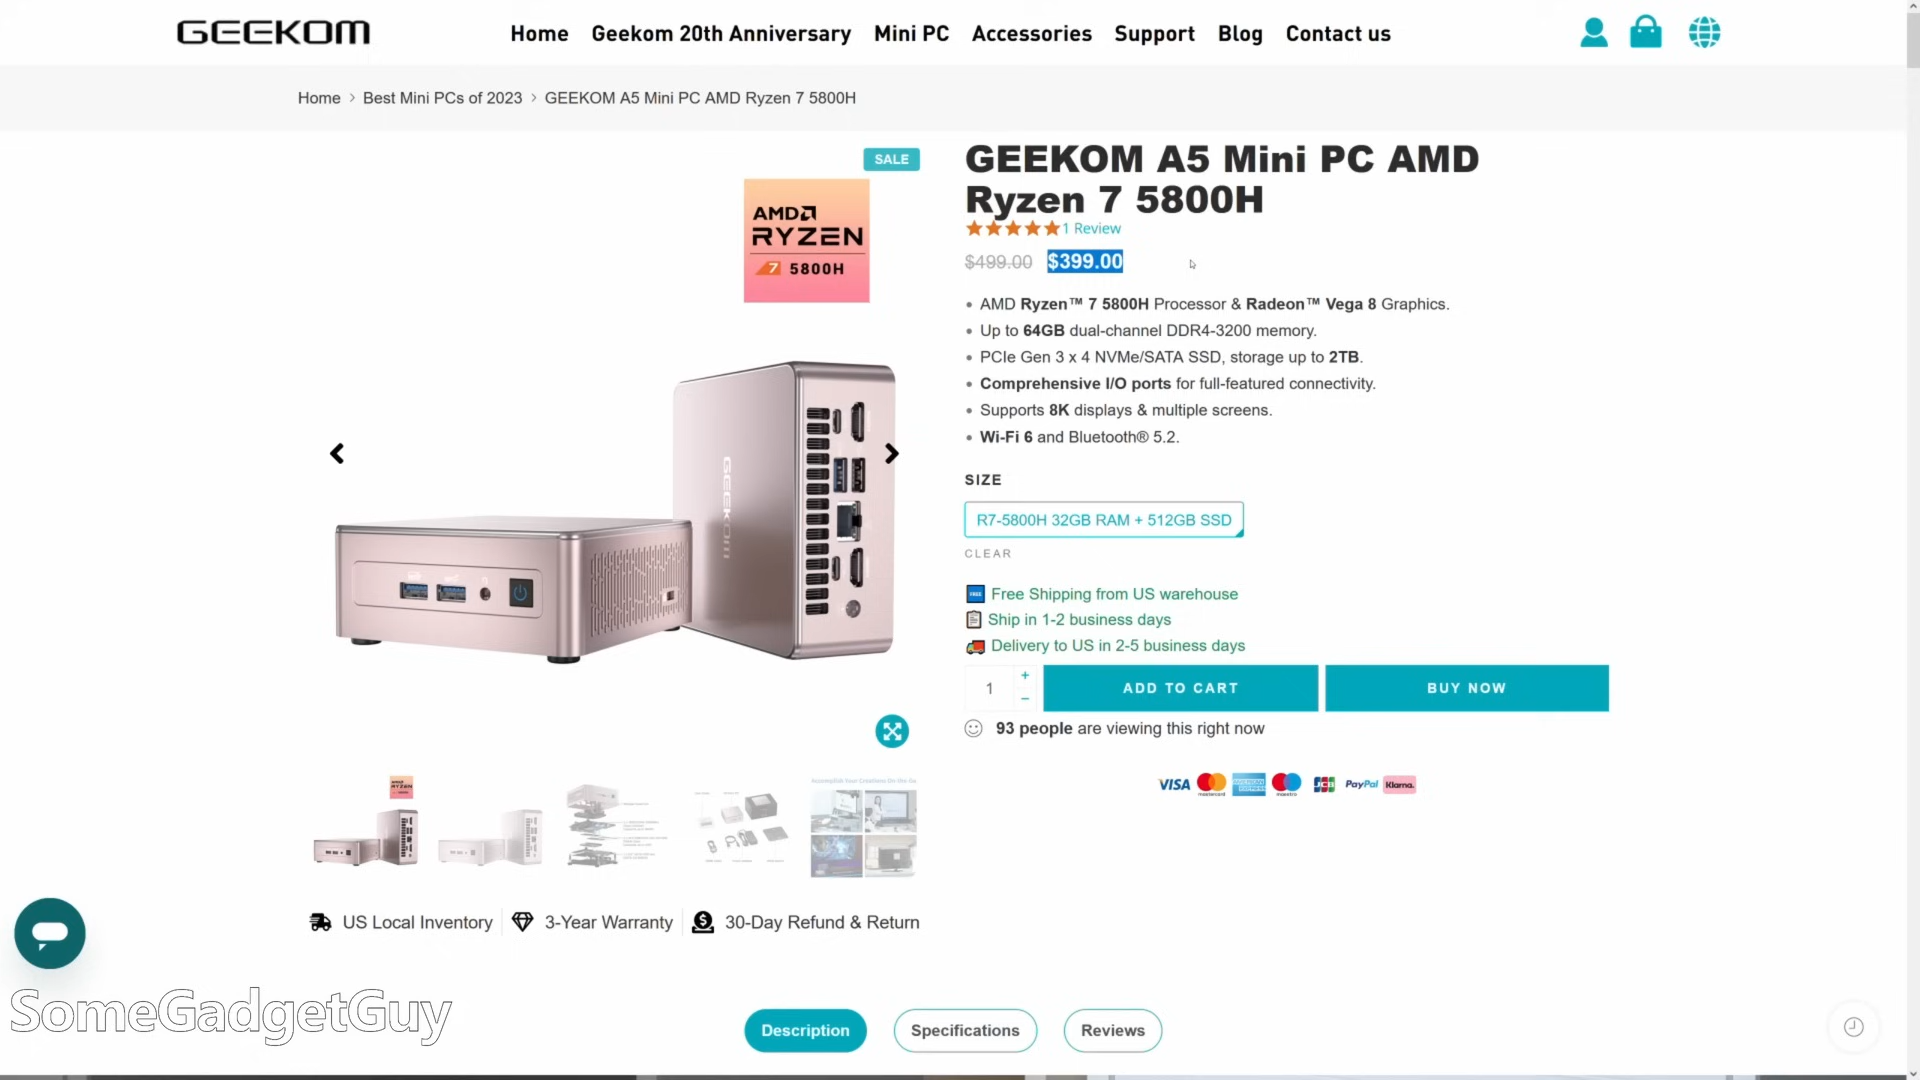 GEEKOM
Home
Geekom 20th Anniversary
Mini PC
Accessories
Support
Blog
Contact us
Home > Best Mini PCs of 2023 > GEEKOM A5 Mini PC AMD Ryzen 7 5800H
SALE
AMD
RYZEN
7 5800H
GEEKOM
GEEKOM A5 Mini PC AMD
Ryzen 7 5800H
1 Review
$499.00 $399.00
• AMD Ryzen™ 7 5800H Processor & Radeon™ Vega 8 Graphics.
• Up to 64GB dual-channel DDR4-3200 memory.
• PCIe Gen 3 x 4 NVMe/SATA SSD, storage up to 2TB.
• Comprehensive I/O ports for full-featured connectivity.
• Supports 8K displays & multiple screens.
• Wi-Fi 6 and Bluetooth® 5.2.
SIZE
R7-5800H 32GB RAM + 512GB SSD
CLEAR
FREE Free Shipping from US warehouse
Ship in 1-2 business days
Delivery to US in 2-5 business days
1 + −
ADD TO CART
BUY NOW
93 people are viewing this right now
VISA mastercard AMERICAN EXPRESS maestro JCB PayPal Klarna.
US Local Inventory
3-Year Warranty
30-Day Refund & Return
SomeGadgetGuy
Description
Specifications
Reviews